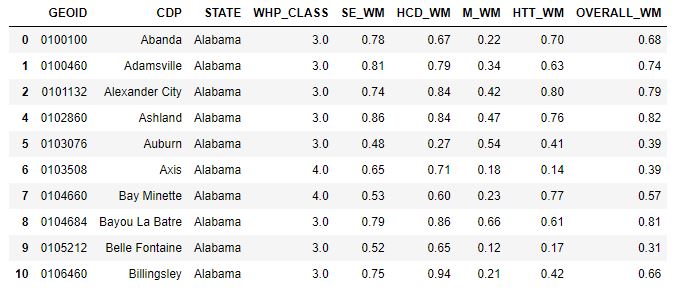 GEOID CDP STATE WHP_CLASS SE_WM HCD_WM M_WM HTT_WM OVERALL_WM
0 0100100 Abanda Alabama 3.0 0.78 0.67 0.22 0.70 0.68
1 0100460 Adamsville Alabama 3.0 0.81 0.79 0.34 0.63 0.74
2 0101132 Alexander City Alabama 3.0 0.74 0.84 0.42 0.80 0.79
4 0102860 Ashland Alabama 3.0 0.86 0.84 0.47 0.76 0.82
5 0103076 Auburn Alabama 3.0 0.48 0.27 0.54 0.41 0.39
6 0103508 Axis Alabama 4.0 0.65 0.71 0.18 0.14 0.39
7 0104660 Bay Minette Alabama 4.0 0.53 0.60 0.23 0.77 0.57
8 0104684 Bayou La Batre Alabama 3.0 0.79 0.86 0.66 0.61 0.81
9 0105212 Belle Fontaine Alabama 3.0 0.52 0.65 0.12 0.17 0.31
10 0106460 Billingsley Alabama 3.0 0.75 0.94 0.21 0.42 0.66